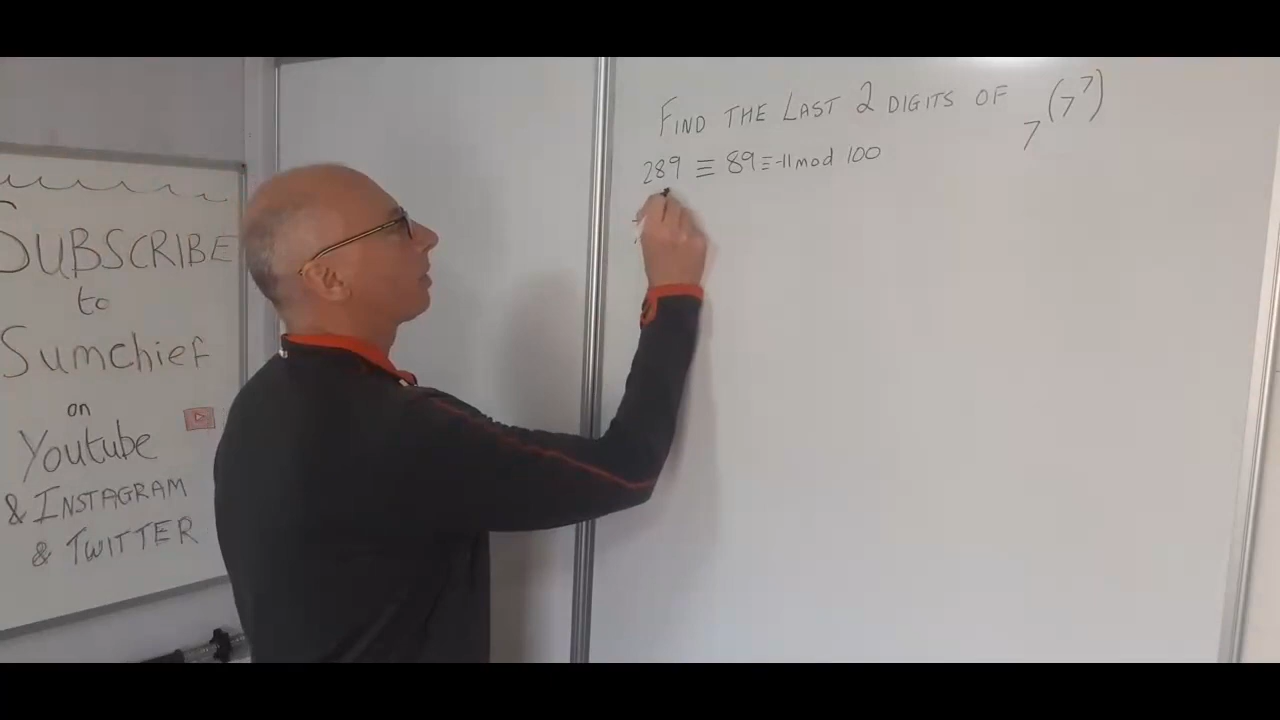 SUBSCRIBE
to
Sumchief
on
Youtube
& INSTAGRAM
& TWITTER
FIND THE LAST 2 DIGITS OF 7^(7^7)
289 ≡ 89 ≡ -11 mod 100